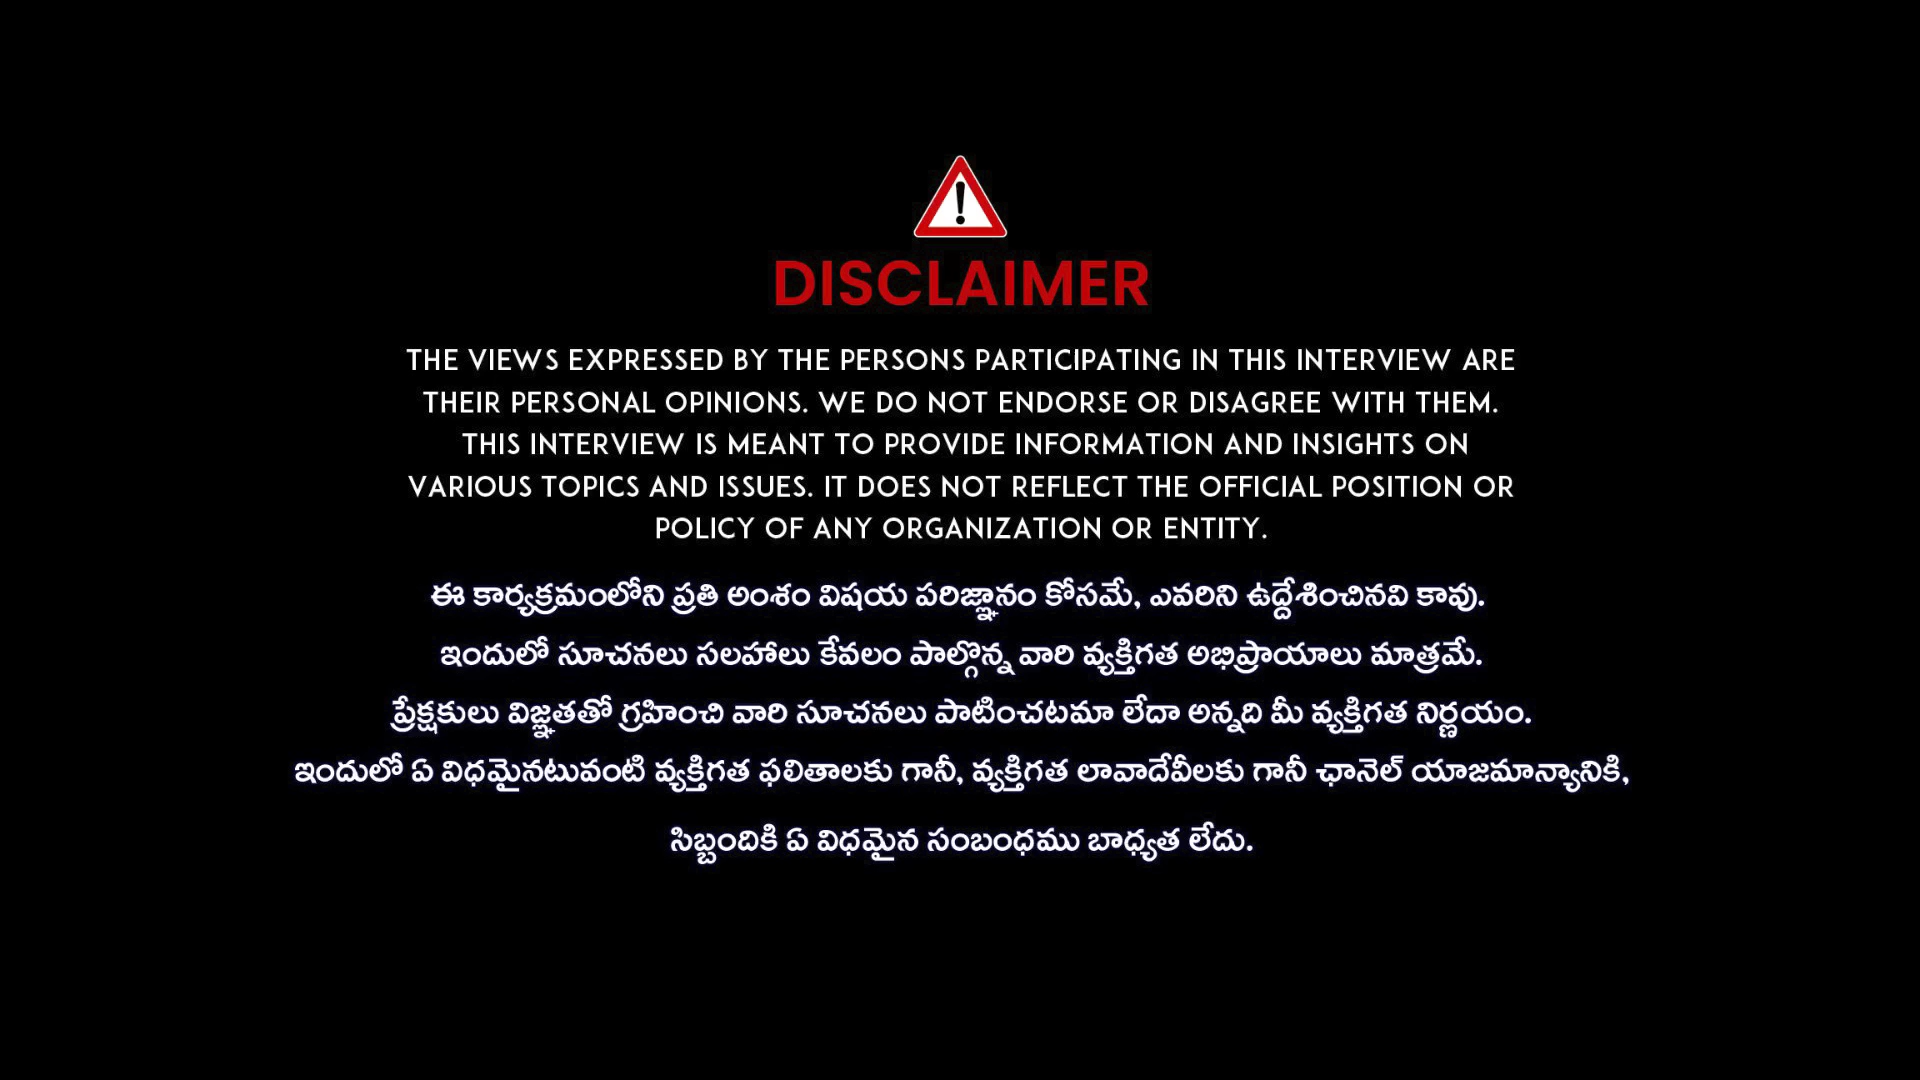 DISCLAIMER
THE VIEWS EXPRESSED BY THE PERSONS PARTICIPATING IN THIS INTERVIEW ARE
THEIR PERSONAL OPINIONS. WE DO NOT ENDORSE OR DISAGREE WITH THEM.
THIS INTERVIEW IS MEANT TO PROVIDE INFORMATION AND INSIGHTS ON
VARIOUS TOPICS AND ISSUES. IT DOES NOT REFLECT THE OFFICIAL POSITION OR
POLICY OF ANY ORGANIZATION OR ENTITY.
ఈ కార్యక్రమంలోని ప్రతి అంశం విషయ పరిజ్ఞానం కోసమే, ఎవరిని ఉద్దేశించినవి కావు.
ఇందులో సూచనలు సలహాలు కేవలం పాల్గొన్న వారి వ్యక్తిగత అభిప్రాయాలు మాత్రమే.
ప్రేక్షకులు విజ్ఞతతో గ్రహించి వారి సూచనలు పాటించటమా లేదా అన్నది మీ వ్యక్తిగత నిర్ణయం.
ఇందులో ఏ విధమైనటువంటి వ్యక్తిగత ఫలితాలకు గానీ, వ్యక్తిగత లావాదేవీలకు గానీ ఛానెల్ యాజమాన్యానికి,
సిబ్బందికి ఏ విధమైన సంబంధము బాధ్యత లేదు.